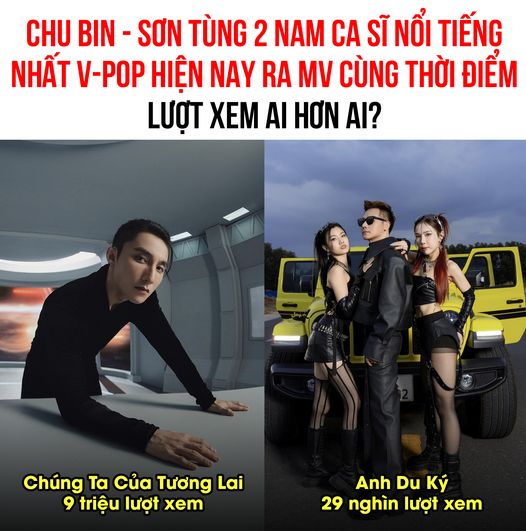 CHU BIN - SƠN TÙNG 2 NAM CA SĨ NỔI TIẾNG
NHẤT V-POP HIỆN NAY RA MV CÙNG THỜI ĐIỂM
LƯỢT XEM AI HƠN AI?
Chúng Ta Của Tương Lai
9 triệu lượt xem
Anh Du Ký
29 nghìn lượt xem